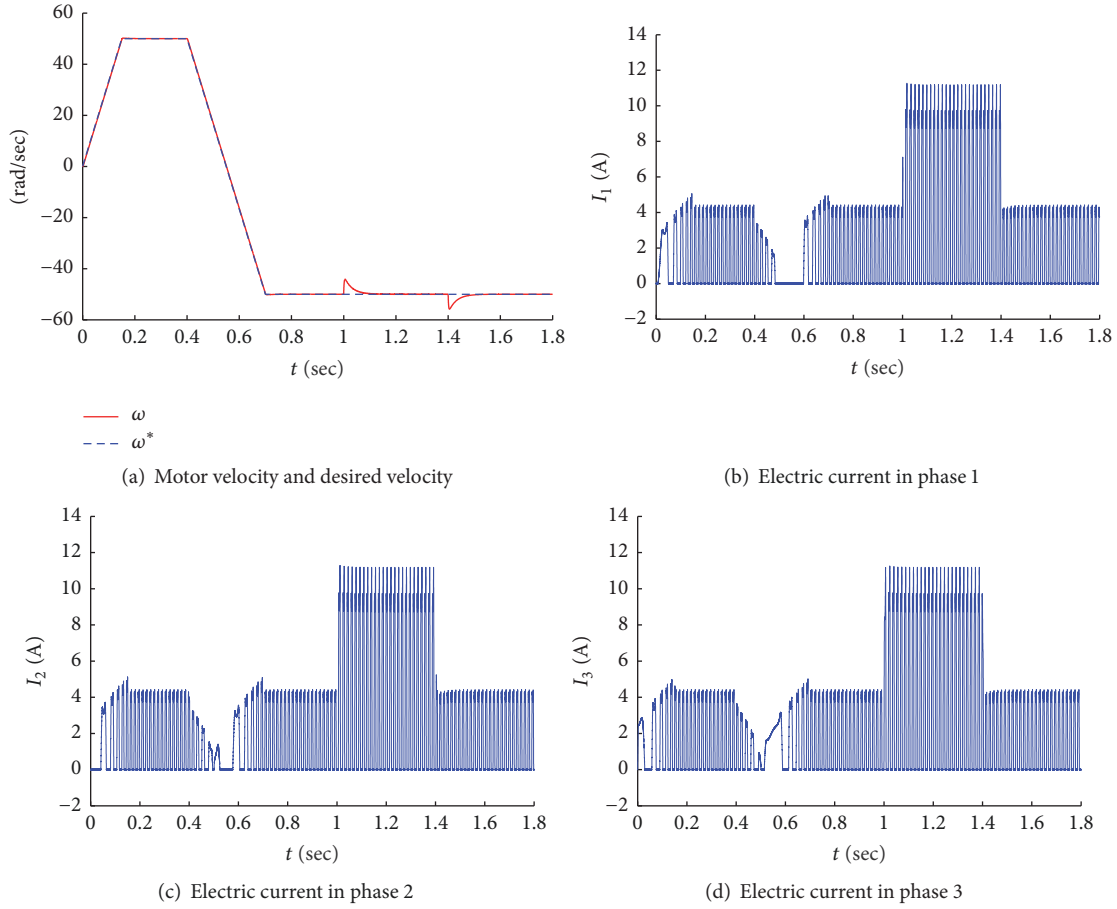 60
40
20
0
−20
−40
−60
(rad/sec)
0 0.2 0.4 0.6 0.8 1 1.2 1.4 1.6 1.8
t (sec)
ω
ω*
(a) Motor velocity and desired velocity
14
12
10
8
6
4
2
0
−2
I1 (A)
0 0.2 0.4 0.6 0.8 1 1.2 1.4 1.6 1.8
t (sec)
(b) Electric current in phase 1
14
12
10
8
6
4
2
0
−2
I2 (A)
0 0.2 0.4 0.6 0.8 1 1.2 1.4 1.6 1.8
t (sec)
(c) Electric current in phase 2
14
12
10
8
6
4
2
0
−2
I3 (A)
0 0.2 0.4 0.6 0.8 1 1.2 1.4 1.6 1.8
t (sec)
(d) Electric current in phase 3